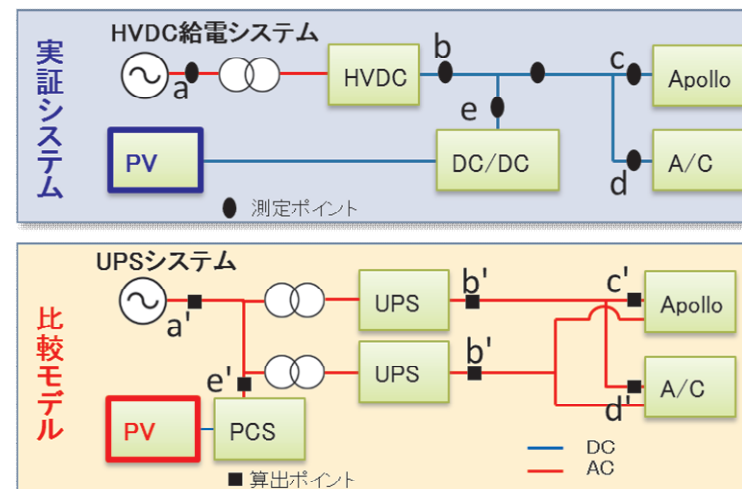 実証システム
HVDC給電システム
a
HVDC
b
c
Apollo
e
PV
DC/DC
d
A/C
測定ポイント
比較モデル
UPSシステム
a'
UPS
b'
c'
Apollo
e'
UPS
b'
d'
A/C
PV
PCS
DC
AC
算出ポイント